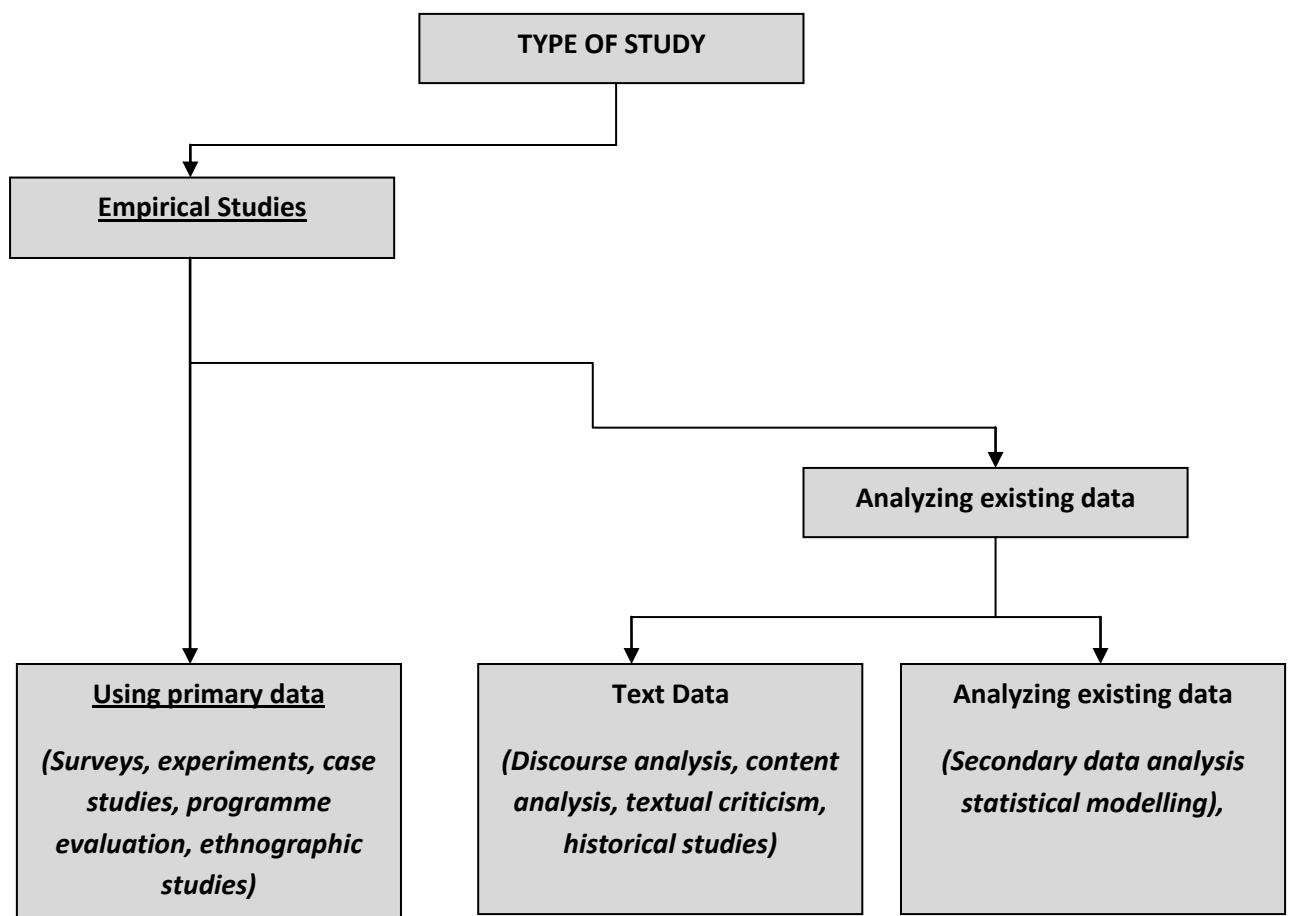 TYPE OF STUDY
Empirical Studies
Analyzing existing data
Using primary data
(Surveys, experiments, case
studies, programme
evaluation, ethnographic
studies)
Text Data
(Discourse analysis, content
analysis, textual criticism,
historical studies)
Analyzing existing data
(Secondary data analysis
statistical modelling),